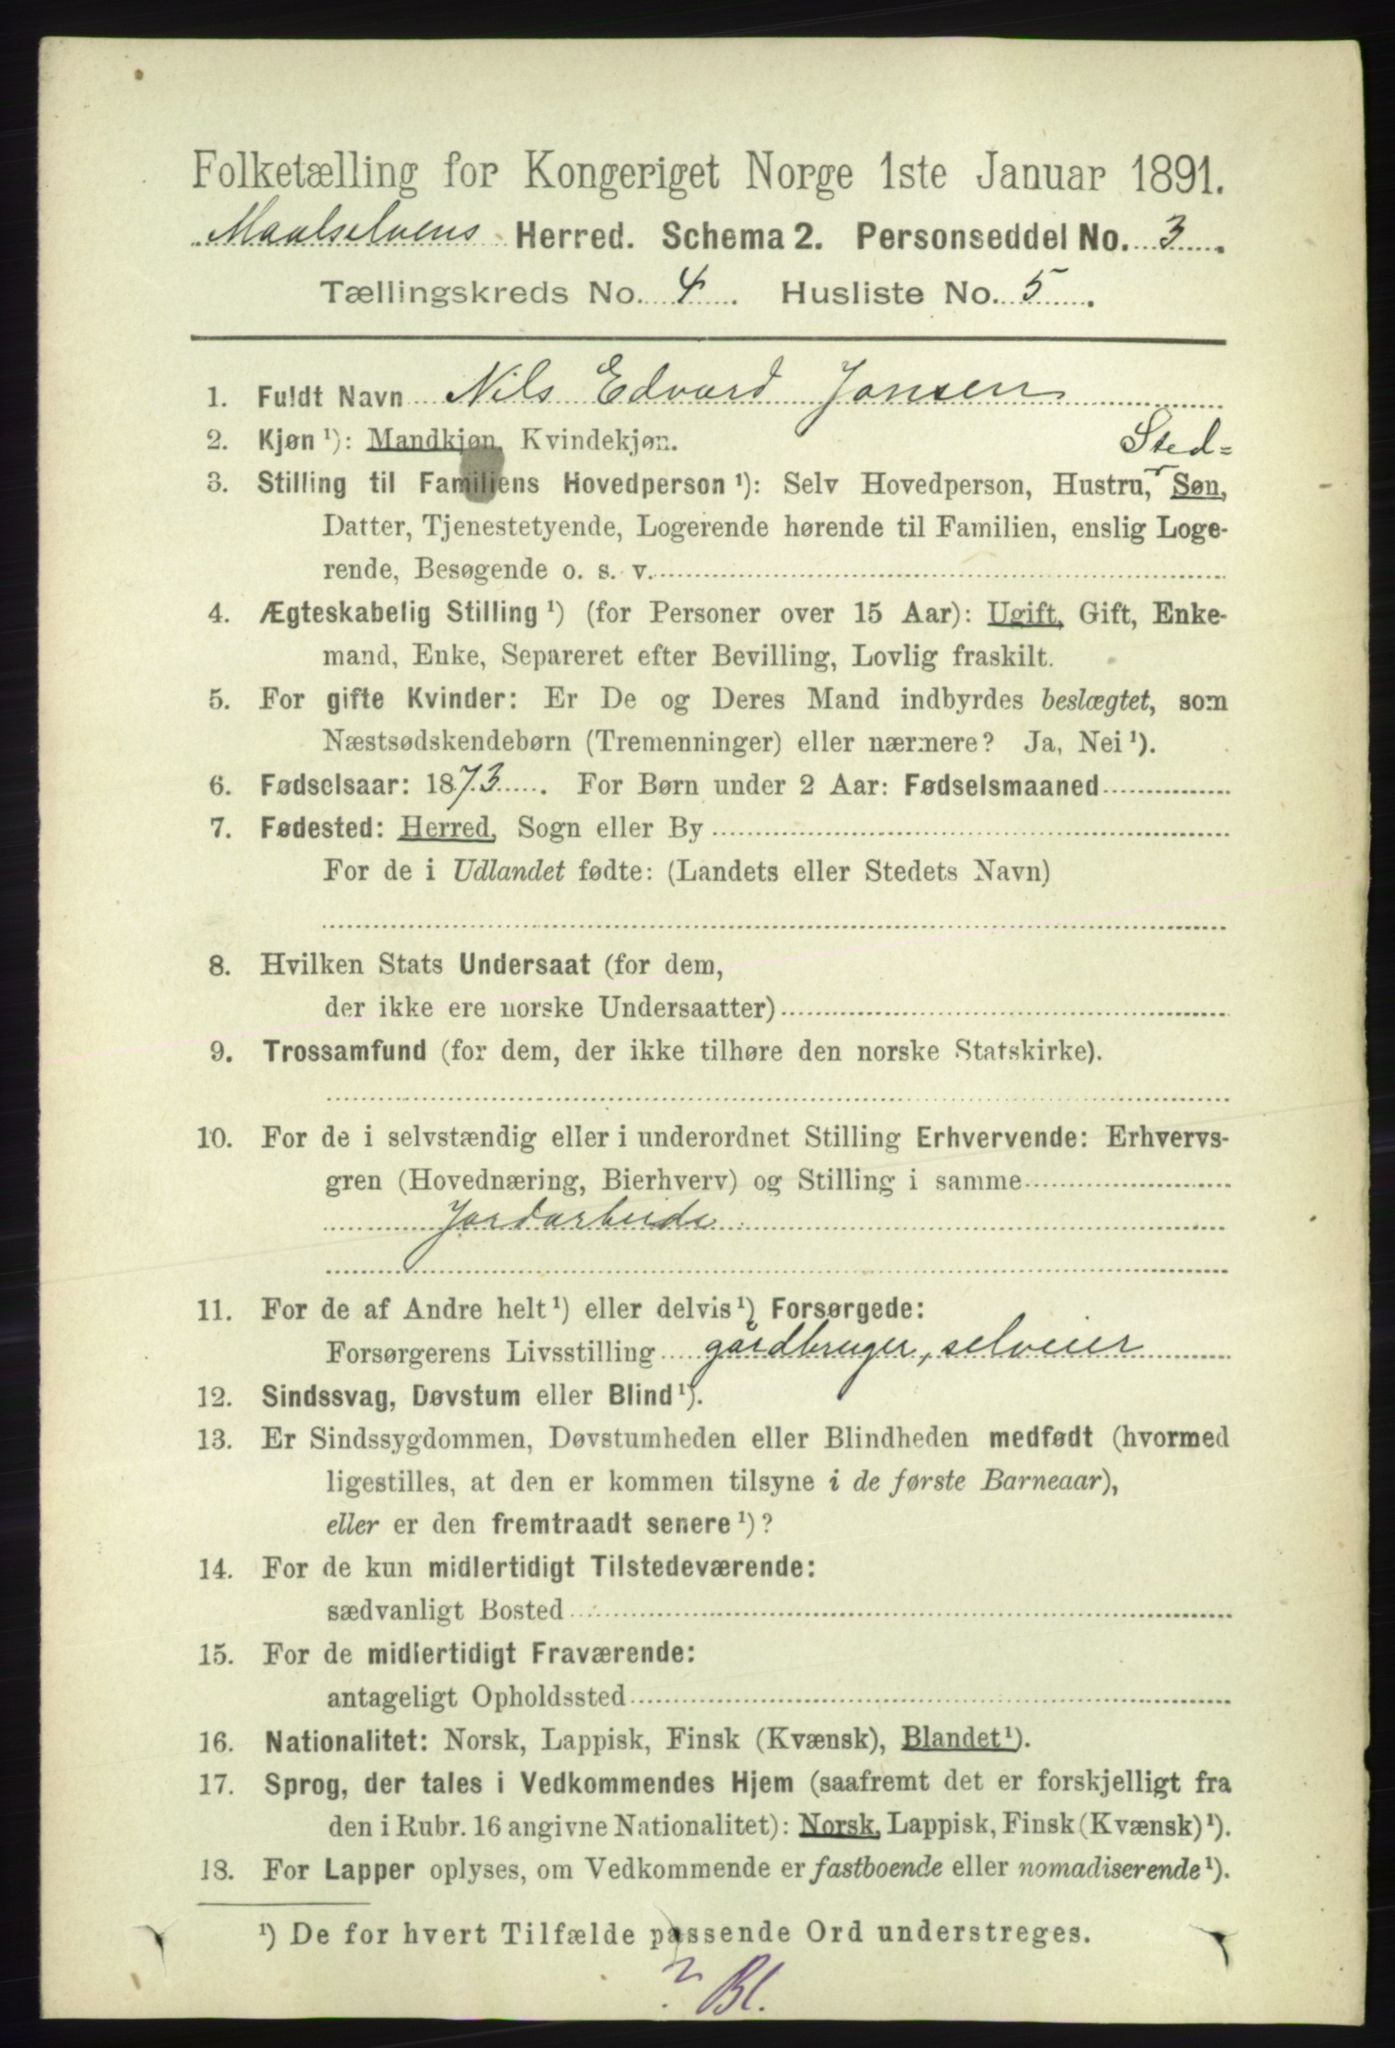 Folketælling for Kongeriget Norge 1ste Januar 1891.
Maalselvens Herred. Schema 2. Personseddel No. 3.
Tællingskreds No. 4. Husliste No. 5.
1. Fuldt Navn Nils Edvard Jonsen
2. Kjøn ¹): Mandkjøn, Kvindekjøn. Sted=
3. Stilling til Familiens Hovedperson ¹): Selv Hovedperson, Hustru, Søn,
Datter, Tjenestetyende, Logerende hørende til Familien, enslig Loge-
rende, Besøgende o. s. v.
4. Ægteskabelig Stilling ¹) (for Personer over 15 Aar): Ugift, Gift, Enke-
mand, Enke, Separeret efter Bevilling, Lovlig fraskilt.
5. For gifte Kvinder: Er De og Deres Mand indbyrdes beslægtet, som
Næstsødskendebørn (Tremenninger) eller nærmere? Ja, Nei ¹).
6. Fødselsaar: 1873. For Børn under 2 Aar: Fødselsmaaned
7. Fødested: Herred, Sogn eller By
For de i Udlandet fødte: (Landets eller Stedets Navn)
8. Hvilken Stats Undersaat (for dem,
der ikke ere norske Undersaatter)
9. Trossamfund (for dem, der ikke tilhøre den norske Statskirke).
10. For de i selvstændig eller i underordnet Stilling Erhvervende: Erhvervs-
gren (Hovednæring, Bierhverv) og Stilling i samme
Jordarbeide
11. For de af Andre helt ¹) eller delvis ¹) Forsørgede:
Forsørgerens Livsstilling gårdbruger, selveier
12. Sindssvag, Døvstum eller Blind ¹).
13. Er Sindssygdommen, Døvstumheden eller Blindheden medfødt (hvormed
ligestilles, at den er kommen tilsyne i de første Barneaar),
eller er den fremtraadt senere ¹)?
14. For de kun midlertidigt Tilstedeværende:
sædvanligt Bosted
15. For de midlertidigt Fraværende:
antageligt Opholdssted
16. Nationalitet: Norsk, Lappisk, Finsk (Kvænsk), Blandet ¹).
17. Sprog, der tales i Vedkommendes Hjem (saafremt det er forskjelligt fra
den i Rubr. 16 angivne Nationalitet): Norsk, Lappisk, Finsk (Kvænsk) ¹).
18. For Lapper oplyses, om Vedkommende er fastboende eller nomadiserende ¹).
¹) De for hvert Tilfælde passende Ord understreges.
? Bl.